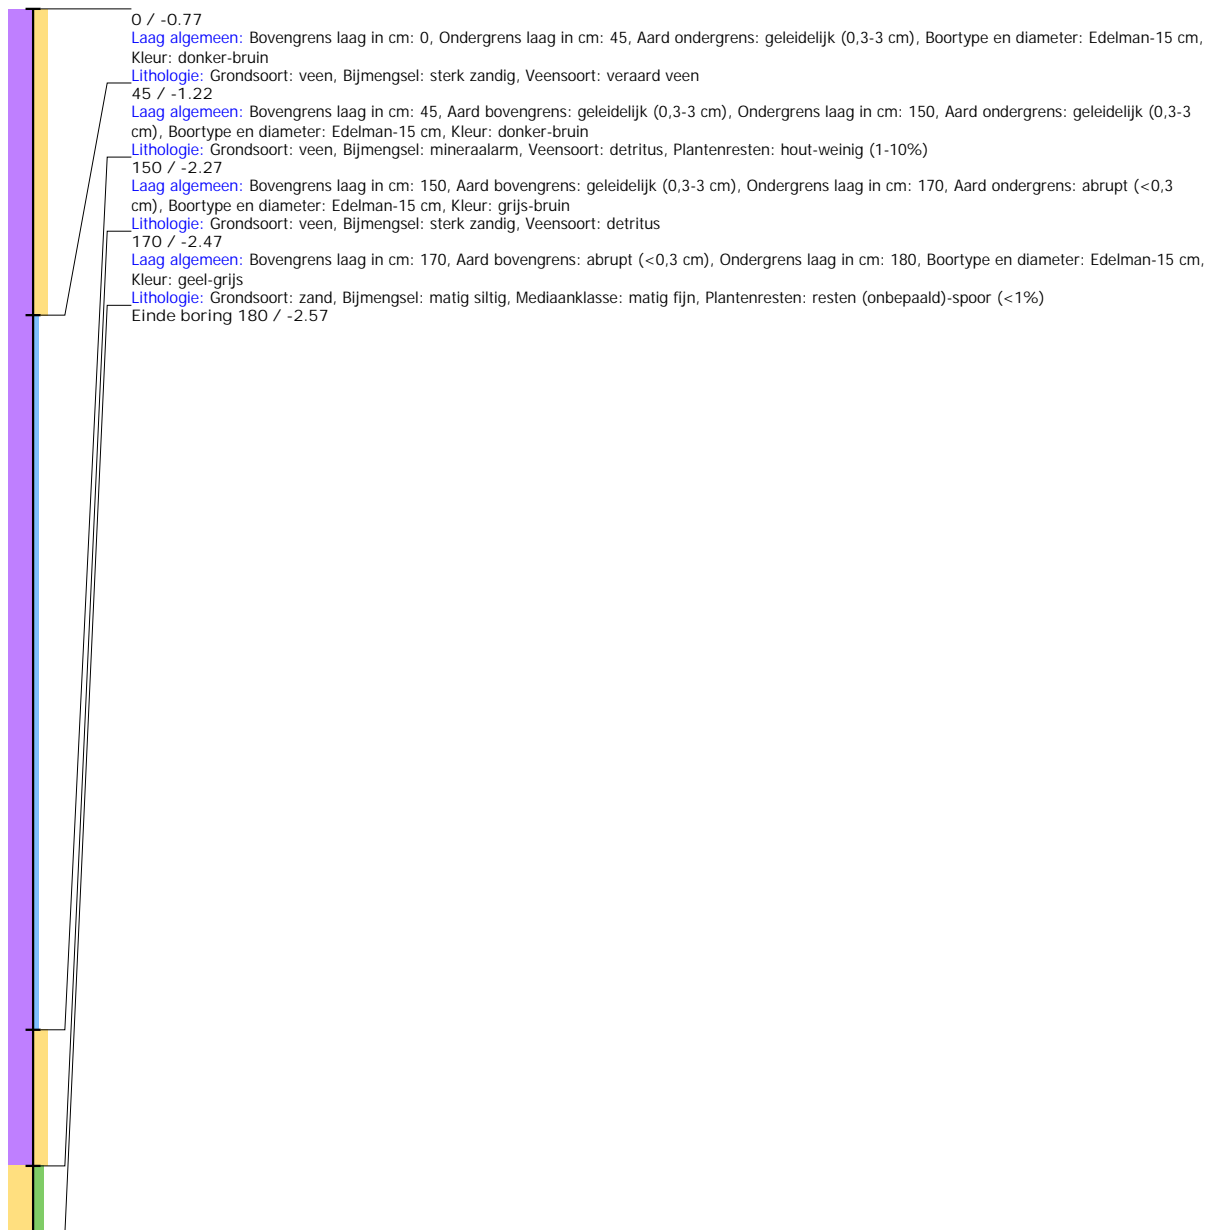 0 / -0.77
Laag algemeen: Bovengrens laag in cm: 0, Ondergrens laag in cm: 45, Aard ondergrens: geleidelijk (0,3-3 cm), Boortype en diameter: Edelman-15 cm,
Kleur: donker-bruin
Lithologie: Grondsoort: veen, Bijmengsel: sterk zandig, Veensoort: veraard veen
45 / -1.22
Laag algemeen: Bovengrens laag in cm: 45, Aard bovengrens: geleidelijk (0,3-3 cm), Ondergrens laag in cm: 150, Aard ondergrens: geleidelijk (0,3-3
cm), Boortype en diameter: Edelman-15 cm, Kleur: donker-bruin
Lithologie: Grondsoort: veen, Bijmengsel: mineraalarm, Veensoort: detritus, Plantenresten: hout-weinig (1-10%)
150 / -2.27
Laag algemeen: Bovengrens laag in cm: 150, Aard bovengrens: geleidelijk (0,3-3 cm), Ondergrens laag in cm: 170, Aard ondergrens: abrupt (<0,3
cm), Boortype en diameter: Edelman-15 cm, Kleur: grijs-bruin
Lithologie: Grondsoort: veen, Bijmengsel: sterk zandig, Veensoort: detritus
170 / -2.47
Laag algemeen: Bovengrens laag in cm: 170, Aard bovengrens: abrupt (<0,3 cm), Ondergrens laag in cm: 180, Boortype en diameter: Edelman-15 cm,
Kleur: geel-grijs
Lithologie: Grondsoort: zand, Bijmengsel: matig siltig, Mediaanklasse: matig fijn, Plantenresten: resten (onbepaald)-spoor (<1%)
Einde boring 180 / -2.57